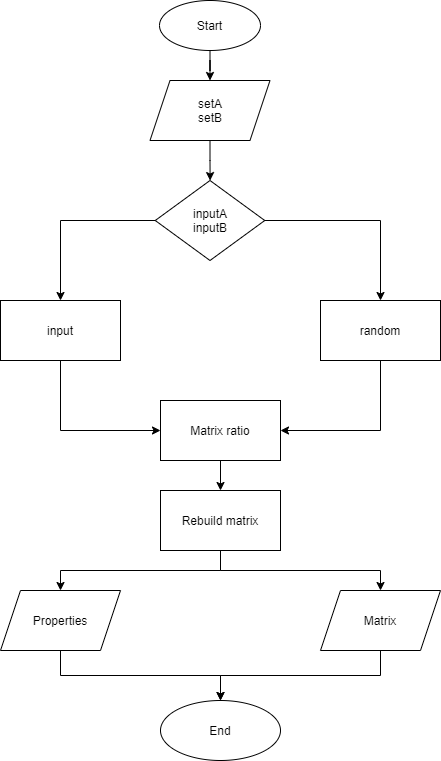 Start
setA
setB
inputA
inputB
input
random
Matrix ratio
Rebuild matrix
Properties
Matrix
End